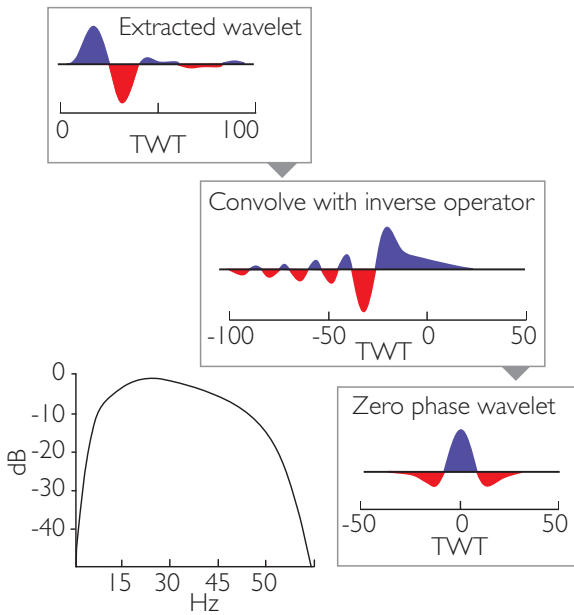 Extracted wavelet
0 100
TWT
Convolve with inverse operator
-100 -50 0 50
TWT
Zero phase wavelet
-50 0 50
TWT
0
-10
-20
-30
-40
dB
15 30 45 50
Hz